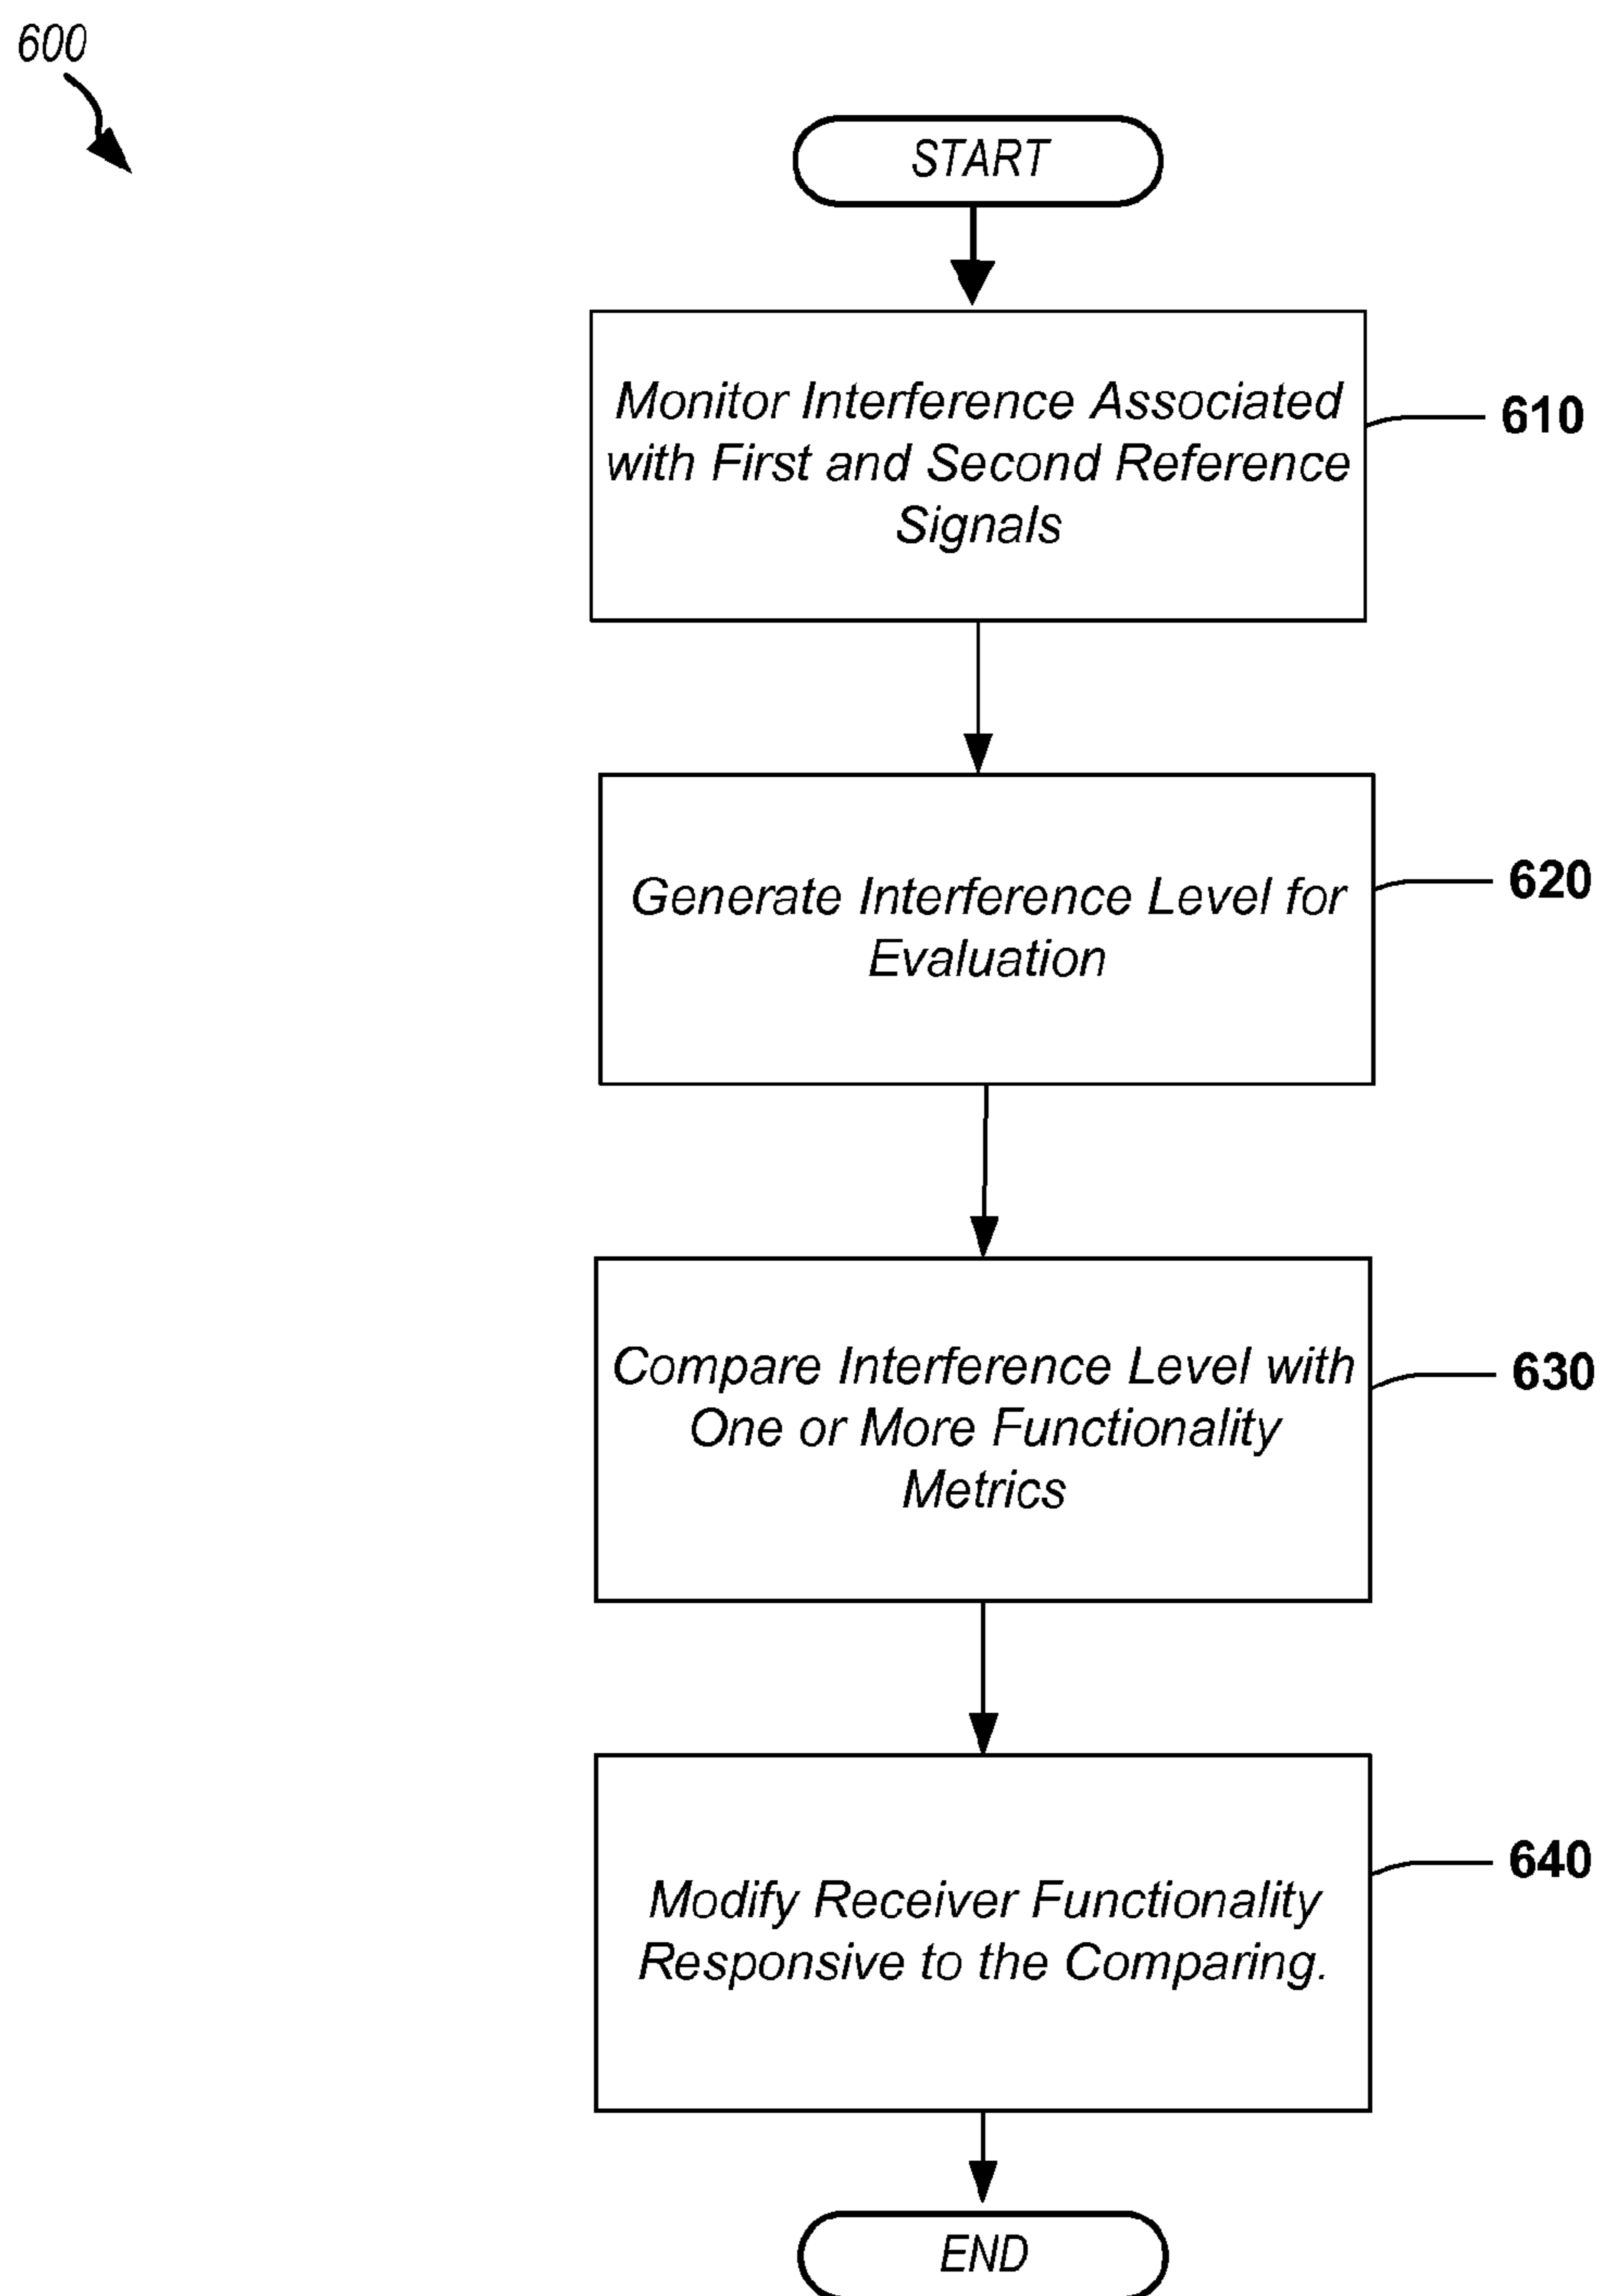 600
START
Monitor Interference Associated
with First and Second Reference
Signals
610
Generate Interference Level for
Evaluation
620
Compare Interference Level with
One or More Functionality
Metrics
630
Modify Receiver Functionality
Responsive to the Comparing.
640
END